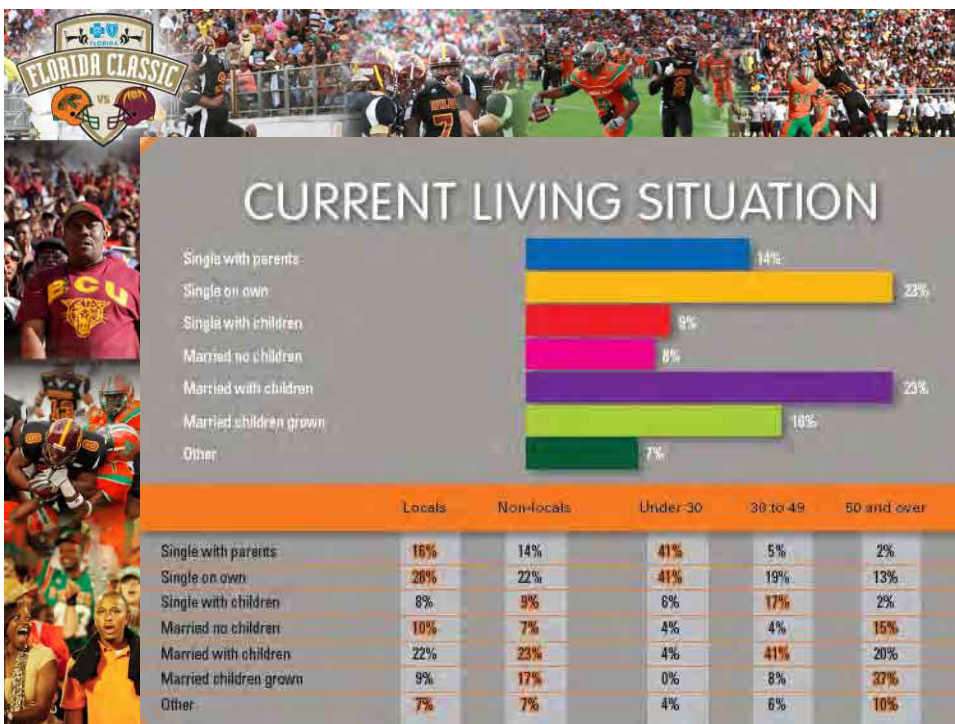 FLORIDA
FLORIDA CLASSIC
VS
BCU
7
2
8
CURRENT LIVING SITUATION
Single with parents 14%
Single on own 23%
Single with children 9%
Married no children 8%
Married with children 23%
Married children grown 16%
Other 7%
Locals Non-locals Under 30 30 to 49 50 and over
Single with parents 16% 14% 41% 5% 2%
Single on own 41% 22% 19% 13%
Single with children 8% 9% 6% 17% 2%
Married no children 10% 7% 4% 4% 15%
Married with children 22% 23% 4% 41% 20%
Married children grown 9% 17% 0% 8% 37%
Other 7% 7% 4% 6% 10%